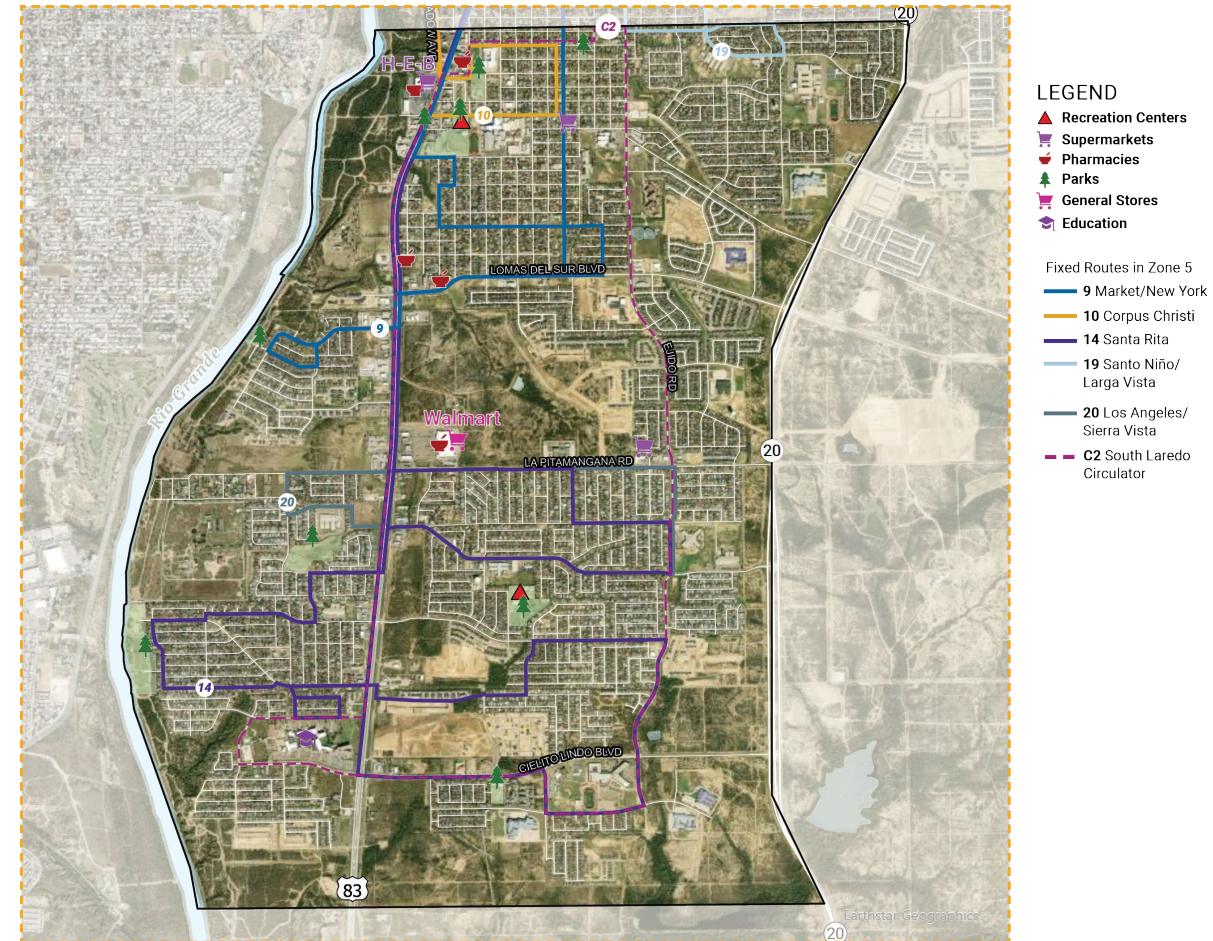 20
C2
19
H-E-B
10
LOMAS DEL SUR BLVD
9
Rio Grande
EJIDO RD
Walmart
20
LA PITAMANGANA RD
20
14
CIELITO LINDO BLVD
83
Earthstar Geographics
20
LEGEND
Recreation Centers
Supermarkets
Pharmacies
Parks
General Stores
Education
Fixed Routes in Zone 5
9 Market/New York
10 Corpus Christi
14 Santa Rita
19 Santo Niño/
Larga Vista
20 Los Angeles/
Sierra Vista
C2 South Laredo
Circulator